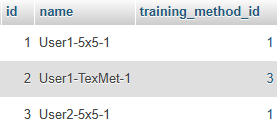 id name training_method_id
1 User1-5x5-1 1
2 User1-TexMet-1 3
3 User2-5x5-1 1